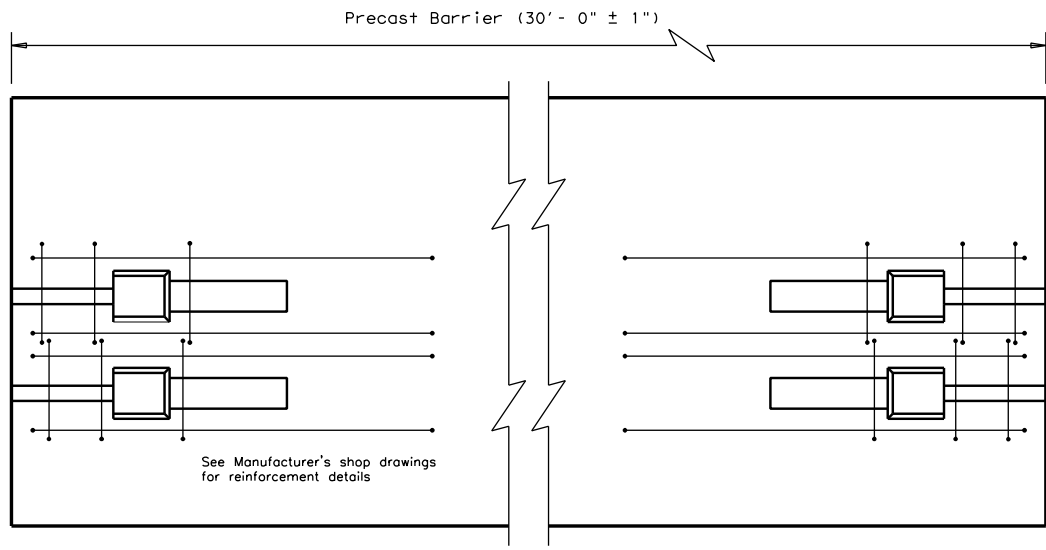 Precast Barrier (30'- 0" ± 1")
See Manufacturer's shop drawings
for reinforcement details